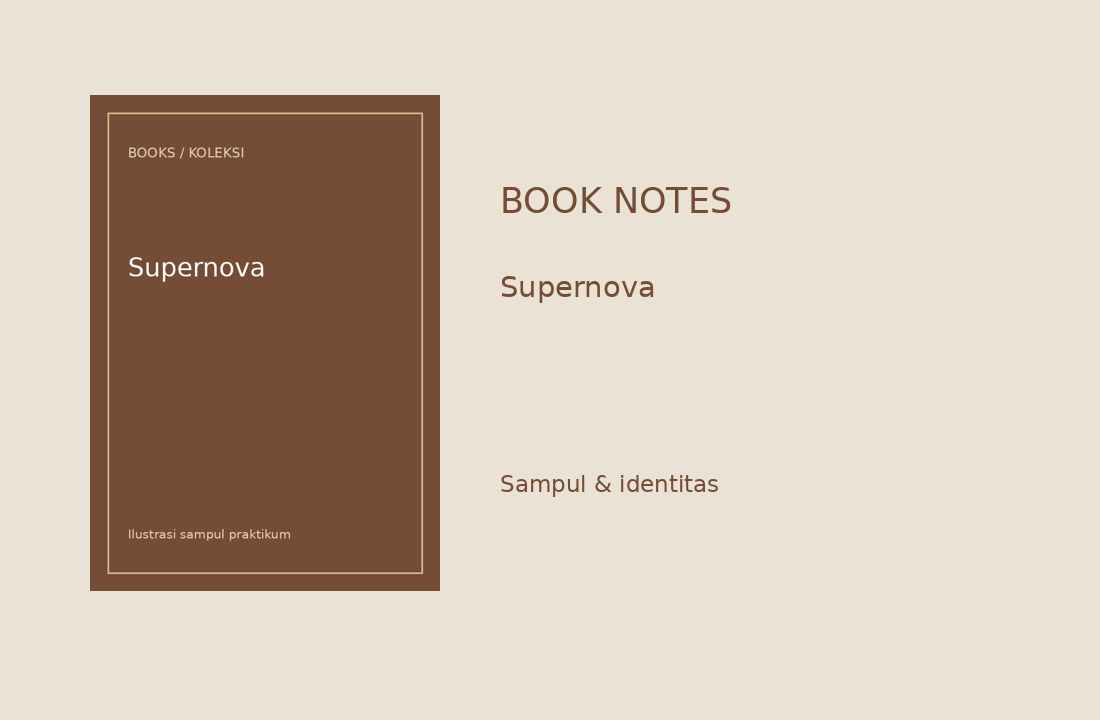 BOOKS / KOLEKSI
Supernova
Ilustrasi sampul praktikum
BOOK NOTES
Supernova
Sampul & identitas